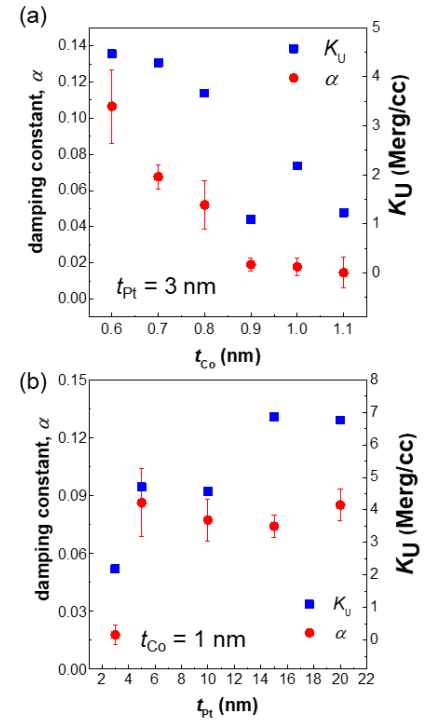 (a)
0.14
0.12
0.10
0.08
0.06
0.04
0.02
0.00
damping constant, α
5
4
3
2
1
0
K_U (Merg/cc)
K_U
α
t_Pt = 3 nm
0.6 0.7 0.8 0.9 1.0 1.1
t_Co (nm)
(b)
0.15
0.12
0.09
0.06
0.03
0.00
damping constant, α
8
7
6
5
4
3
2
1
0
K_U (Merg/cc)
K_U
α
t_Co = 1 nm
2 4 6 8 10 12 14 16 18 20 22
t_Pt (nm)